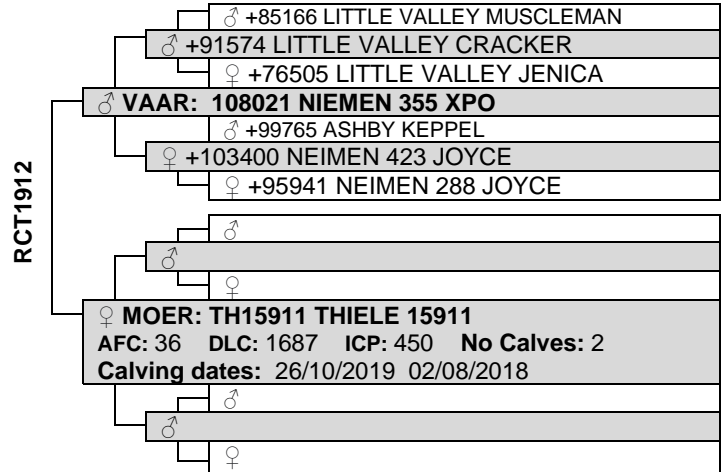 ♂ +85166 LITTLE VALLEY MUSCLEMAN
♂ +91574 LITTLE VALLEY CRACKER
♀ +76505 LITTLE VALLEY JENICA
♂ VAAR: 108021 NIEMEN 355 XPO
♂ +99765 ASHBY KEPPEL
♀ +103400 NEIMEN 423 JOYCE
♀ +95941 NEIMEN 288 JOYCE
RCT1912
♂
♂
♀
♀ MOER: TH15911 THIELE 15911
AFC: 36 DLC: 1687 ICP: 450 No Calves: 2
Calving dates: 26/10/2019 02/08/2018
♂
♂
♀